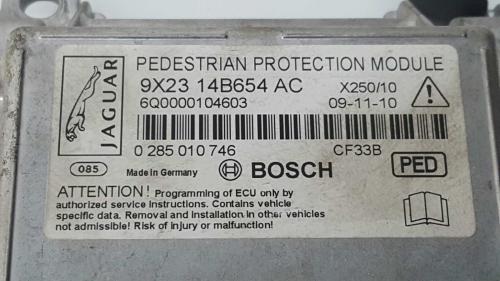 JAGUAR
PEDESTRIAN PROTECTION MODULE
9X23 14B654 AC X250/10
6Q0000104603 09-11-10
0 285 010 746 CF33B
085 Made in Germany BOSCH PED
ATTENTION! Programming of ECU only by
authorized service instructions. Contains vehicle
specific data. Removal and installation in other vehicles
not admissible! Risk of injury or malfunction!